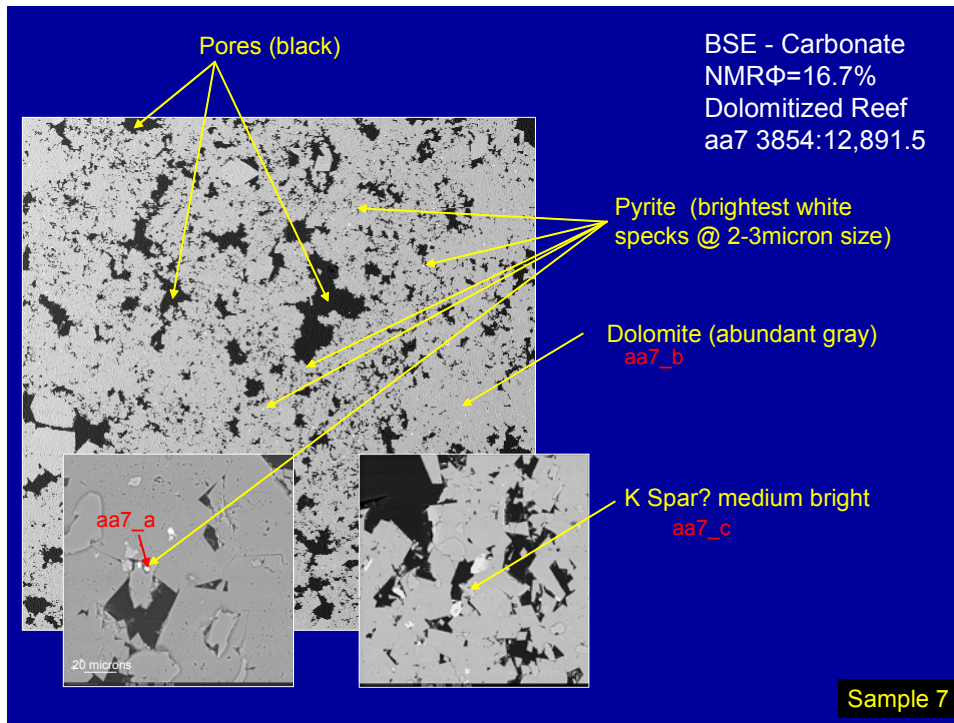 Pores (black)
BSE - Carbonate
NMRΦ=16.7%
Dolomitized Reef
aa7 3854:12,891.5
Pyrite (brightest white
specks @ 2-3micron size)
Dolomite (abundant gray)
aa7_b
K Spar? medium bright
aa7_c
aa7_a
20 microns
Sample 7